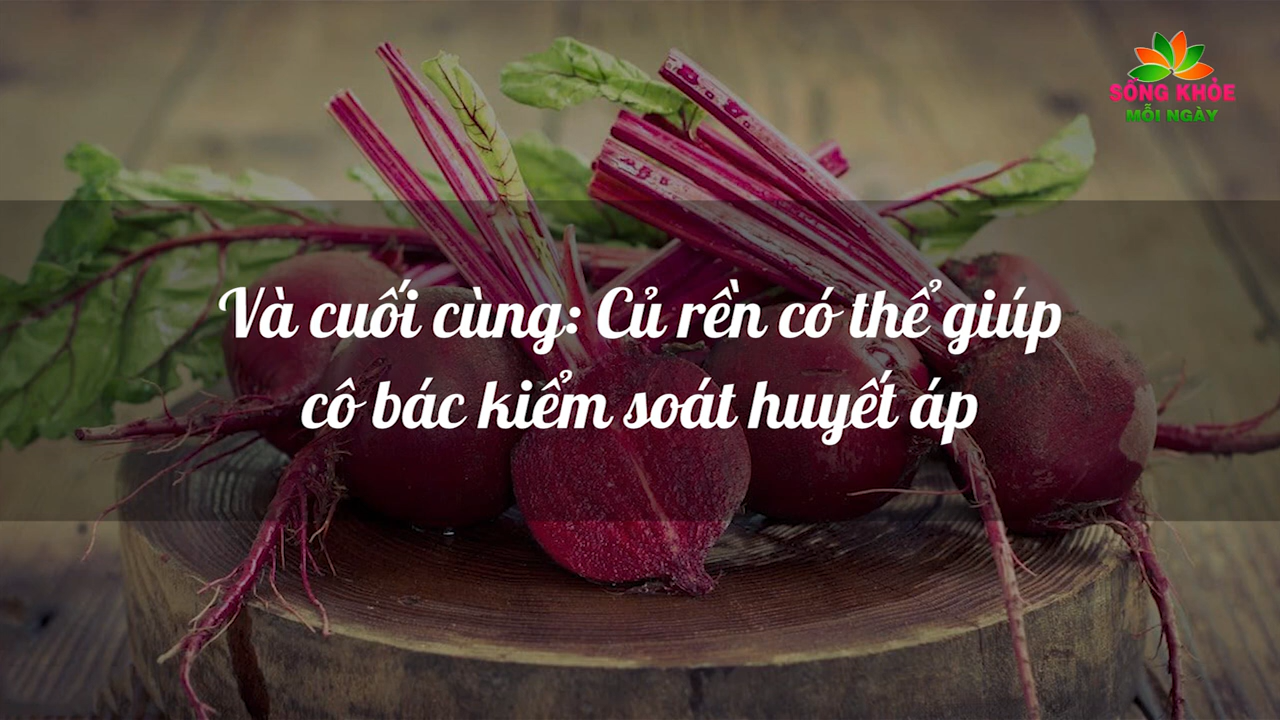 SỐNG KHỎE
MỖI NGÀY
Và cuối cùng: Củ rền có thể giúp
cô bác kiểm soát huyết áp